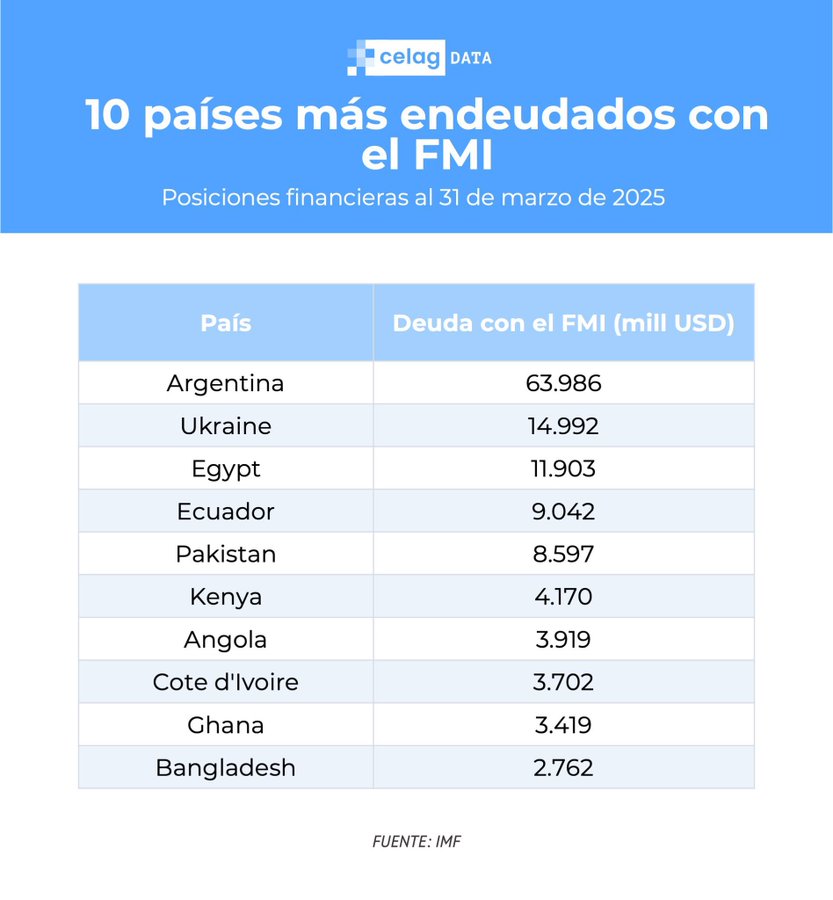 celag DATA
10 países más endeudados con
el FMI
Posiciones financieras al 31 de marzo de 2025
País Deuda con el FMI (mill USD)
Argentina 63.986
Ukraine 14.992
Egypt 11.903
Ecuador 9.042
Pakistan 8.597
Kenya 4.170
Angola 3.919
Cote d'Ivoire 3.702
Ghana 3.419
Bangladesh 2.762
FUENTE: IMF